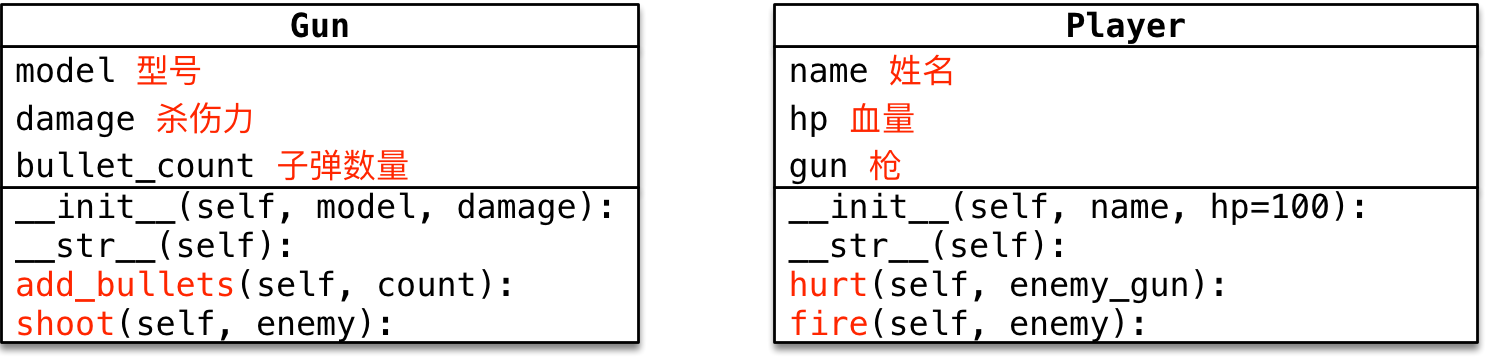 Gun
model 型号
damage 杀伤力
bullet_count 子弹数量
__init__(self, model, damage):
__str__(self):
add_bullets(self, count):
shoot(self, enemy):
Player
name 姓名
hp 血量
gun 枪
__init__(self, name, hp=100):
__str__(self):
hurt(self, enemy_gun):
fire(self, enemy):